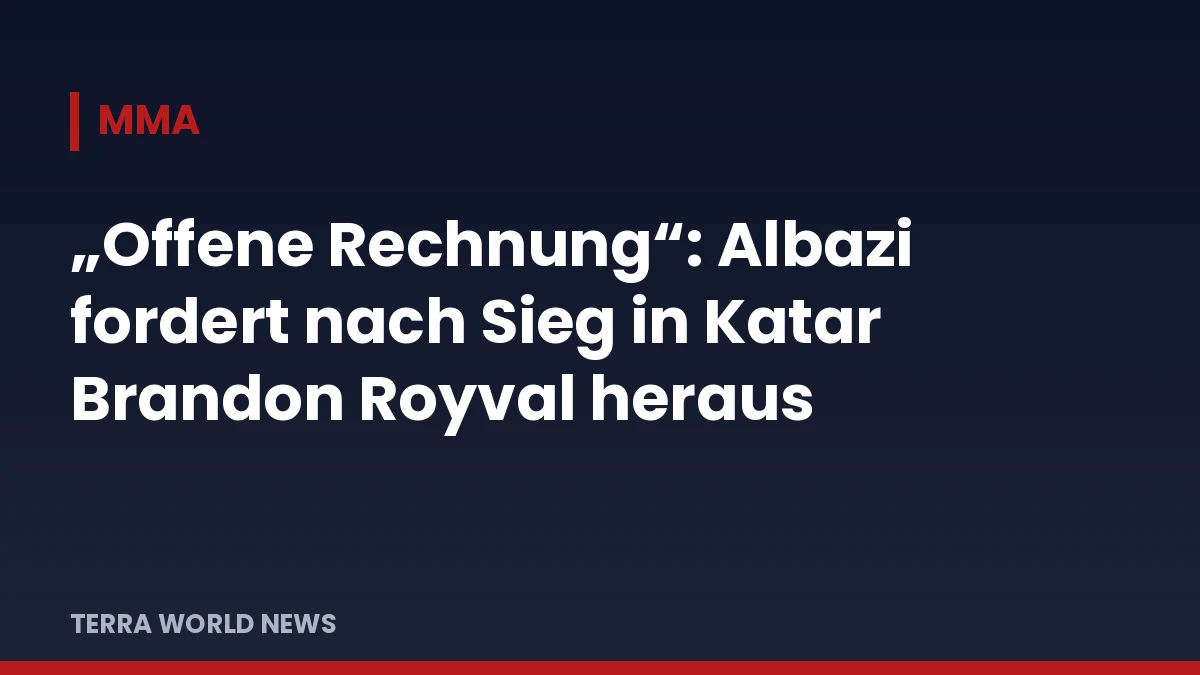 MMA
„Offene Rechnung“: Albazi
fordert nach Sieg in Katar
Brandon Royval heraus
TERRA WORLD NEWS